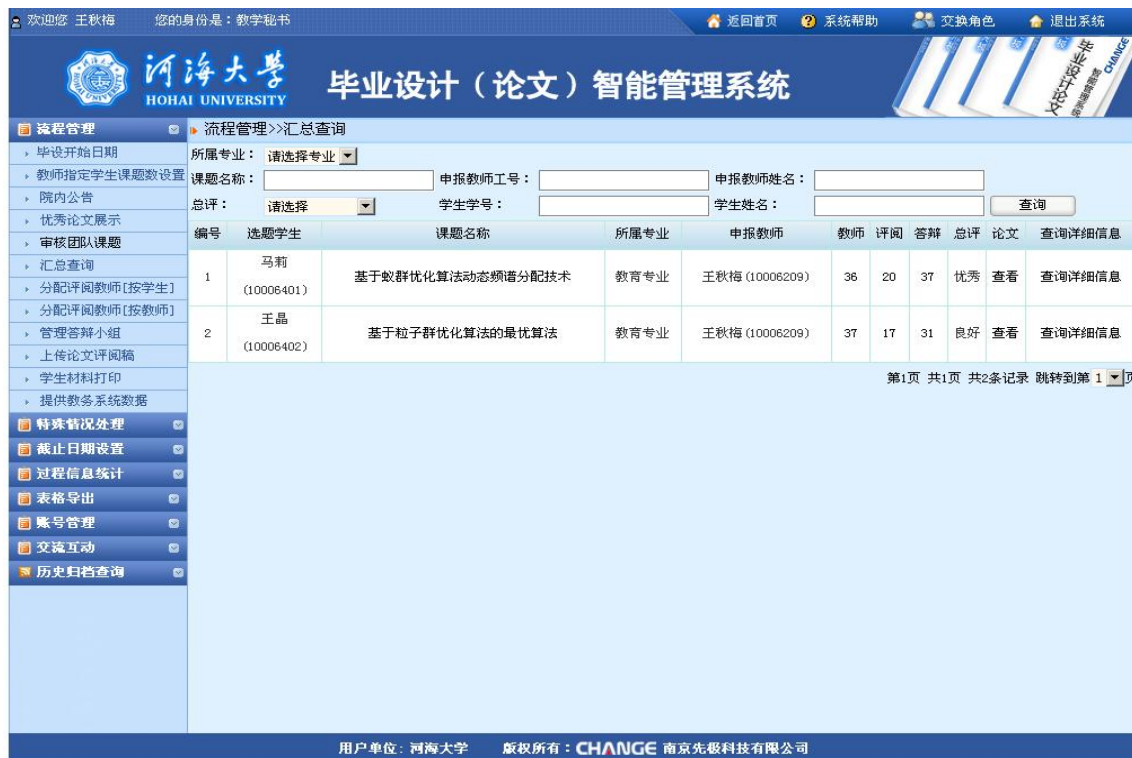 欢迎您 王秋梅 您的身份是：教学秘书 返回首页 系统帮助 交换角色 退出系统
河海大学
HOHAI UNIVERSITY
毕业设计（论文）智能管理系统
毕业设计论文
智能管理系统
CHANGE
流程管理
毕设开始日期
教师指定学生课题数设置
院内公告
优秀论文展示
审核团队课题
汇总查询
分配评阅教师[按学生]
分配评阅教师[按教师]
管理答辩小组
上传论文评阅稿
学生材料打印
提供教务系统数据
特殊情况处理
截止日期设置
过程信息统计
表格导出
账号管理
交流互动
历史归档查询
流程管理>>汇总查询
所属专业： 请选择专业
课题名称： 申报教师工号： 申报教师姓名：
总评： 请选择 学生学号： 学生姓名： 查询
编号 选题学生 课题名称 所属专业 申报教师 教师 评阅 答辩 总评 论文 查询详细信息
1 马莉 (10006401) 基于蚁群优化算法动态频谱分配技术 教育专业 王秋梅(10006209) 36 20 37 优秀 查看 查询详细信息
2 王晶 (10006402) 基于粒子群优化算法的最优算法 教育专业 王秋梅(10006209) 37 17 31 良好 查看 查询详细信息
第1页 共1页 共2条记录 跳转到第 1 页
用户单位：河海大学 版权所有：CHANGE 南京先极科技有限公司